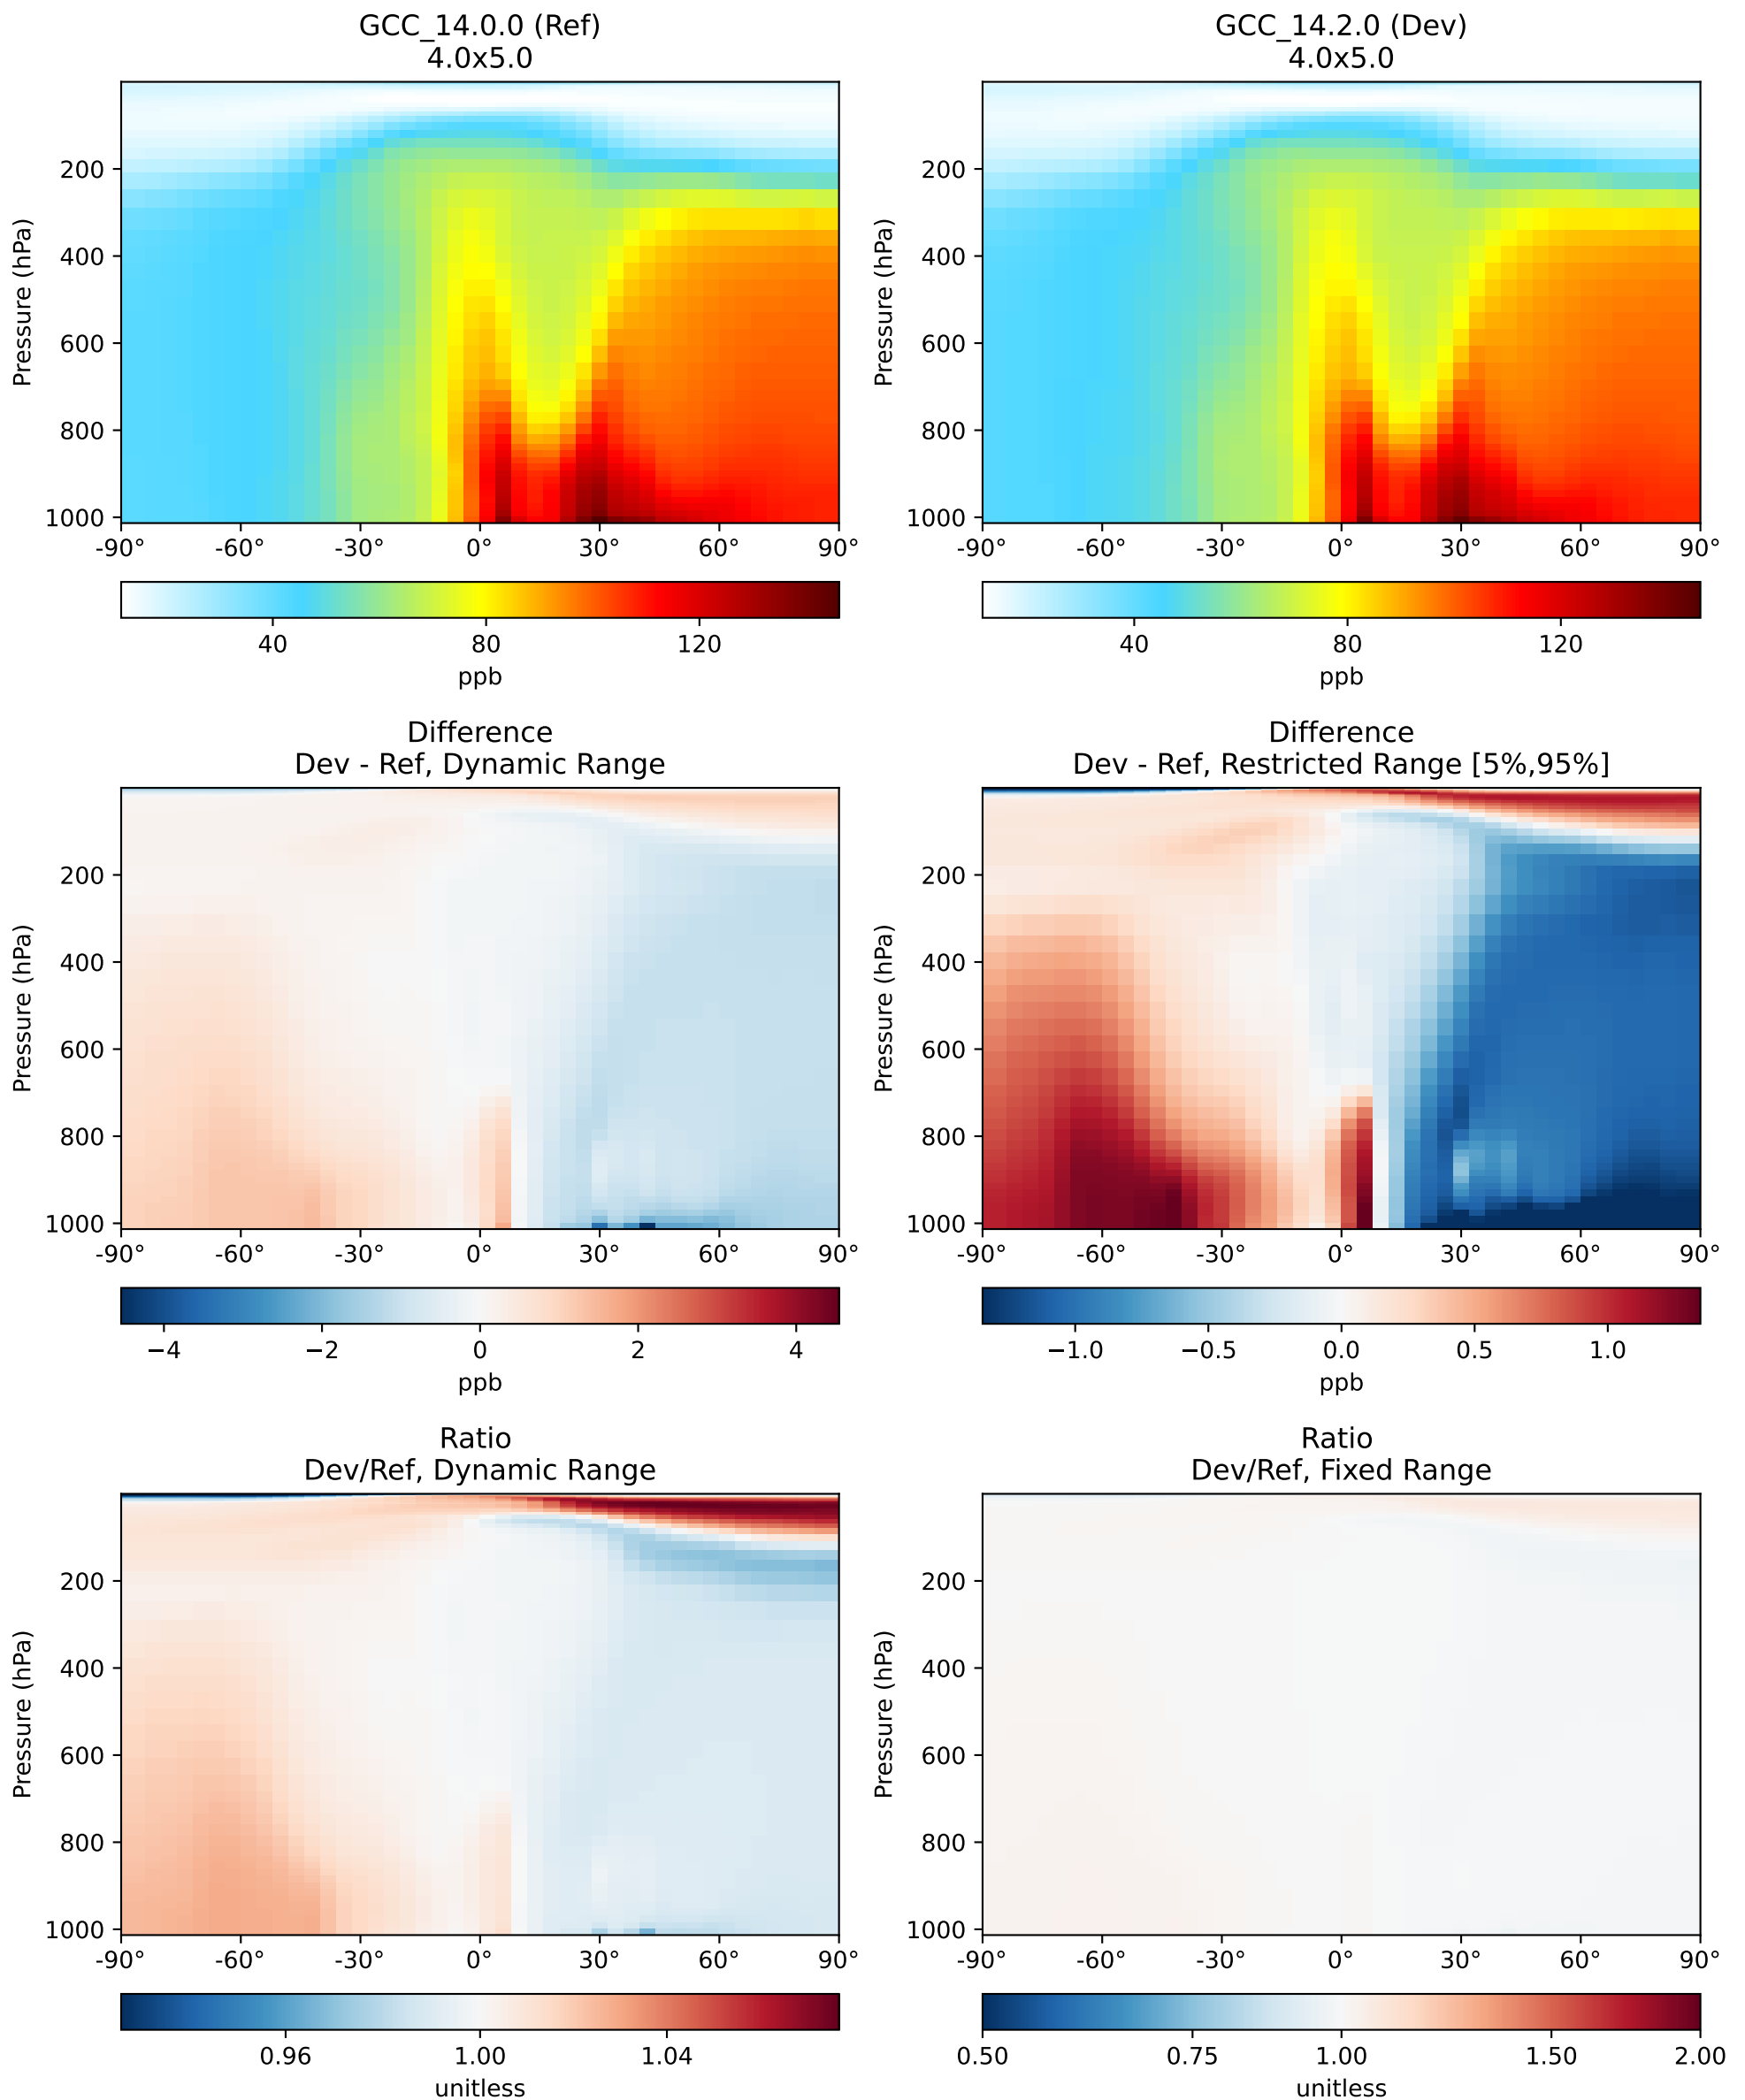 GCC_14.0.0 (Ref)
4.0x5.0
Pressure (hPa)
200
400
600
800
1000
-90° -60° -30° 0° 30° 60° 90°
40 80 120
ppb
GCC_14.2.0 (Dev)
4.0x5.0
Pressure (hPa)
200
400
600
800
1000
-90° -60° -30° 0° 30° 60° 90°
40 80 120
ppb
Difference
Dev - Ref, Dynamic Range
Pressure (hPa)
200
400
600
800
1000
-90° -60° -30° 0° 30° 60° 90°
−4 −2 0 2 4
ppb
Difference
Dev - Ref, Restricted Range [5%,95%]
Pressure (hPa)
200
400
600
800
1000
-90° -60° -30° 0° 30° 60° 90°
−1.0 −0.5 0.0 0.5 1.0
ppb
Ratio
Dev/Ref, Dynamic Range
Pressure (hPa)
200
400
600
800
1000
-90° -60° -30° 0° 30° 60° 90°
0.96 1.00 1.04
unitless
Ratio
Dev/Ref, Fixed Range
Pressure (hPa)
200
400
600
800
1000
-90° -60° -30° 0° 30° 60° 90°
0.50 0.75 1.00 1.50 2.00
unitless